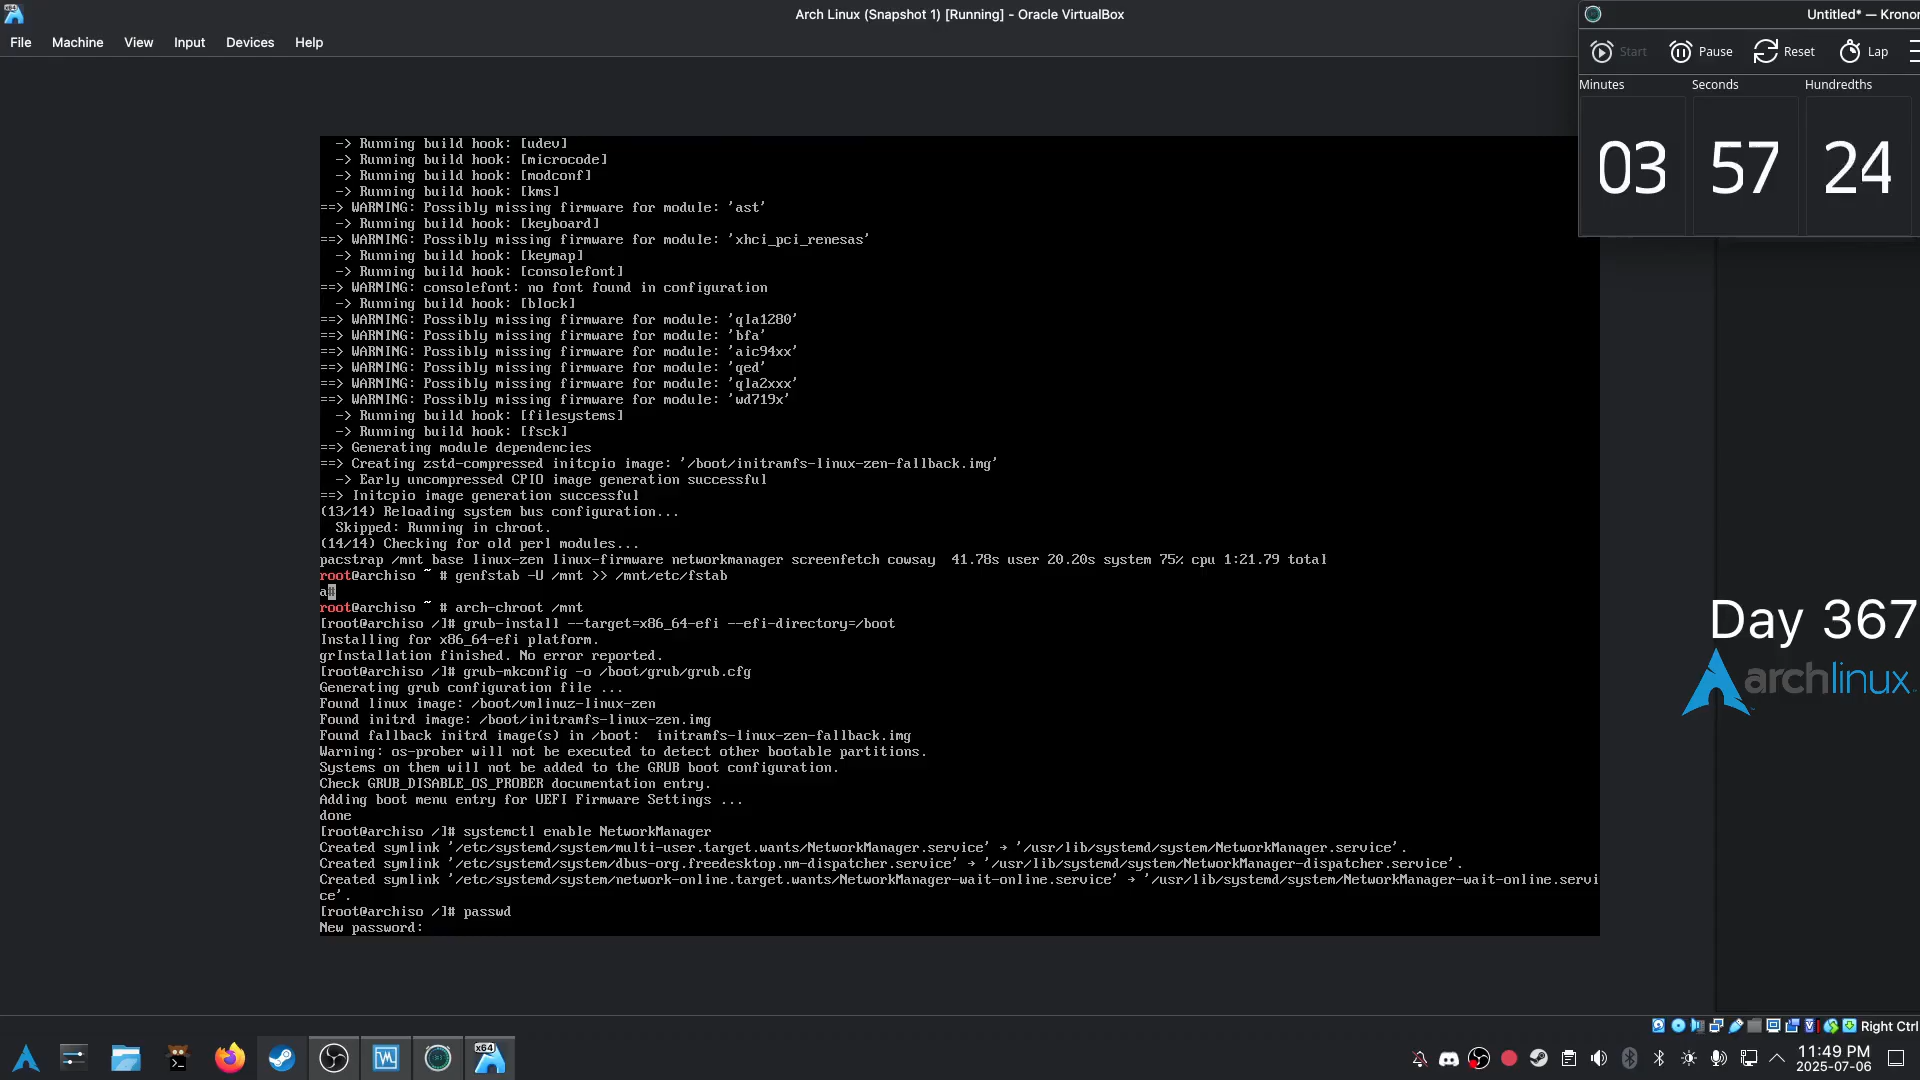 Arch Linux (Snapshot 1) [Running] - Oracle VirtualBox
File Machine View Input Devices Help
Untitled* — Krono
Start Pause Reset Lap
Minutes Seconds Hundredths
03 57 24
-> Running build hook: [udev]
-> Running build hook: [microcode]
-> Running build hook: [modconf]
-> Running build hook: [kms]
==> WARNING: Possibly missing firmware for module: 'ast'
-> Running build hook: [keyboard]
==> WARNING: Possibly missing firmware for module: 'xhci_pci_renesas'
-> Running build hook: [keymap]
-> Running build hook: [consolefont]
==> WARNING: consolefont: no font found in configuration
-> Running build hook: [block]
==> WARNING: Possibly missing firmware for module: 'qla1280'
==> WARNING: Possibly missing firmware for module: 'bfa'
==> WARNING: Possibly missing firmware for module: 'aic94xx'
==> WARNING: Possibly missing firmware for module: 'qed'
==> WARNING: Possibly missing firmware for module: 'qla2xxx'
==> WARNING: Possibly missing firmware for module: 'wd719x'
-> Running build hook: [filesystems]
-> Running build hook: [fsck]
==> Generating module dependencies
==> Creating zstd-compressed initcpio image: '/boot/initramfs-linux-zen-fallback.img'
-> Early uncompressed CPIO image generation successful
==> Initcpio image generation successful
(13/14) Reloading system bus configuration...
Skipped: Running in chroot.
(14/14) Checking for old perl modules...
pacstrap /mnt base linux-zen linux-firmware networkmanager screenfetch cowsay  41.78s user 20.20s system 75% cpu 1:21.79 total
root@archiso ~ # genfstab -U /mnt >> /mnt/etc/fstab
a#
root@archiso ~ # arch-chroot /mnt
[root@archiso /]# grub-install --target=x86_64-efi --efi-directory=/boot
Installing for x86_64-efi platform.
grInstallation finished. No error reported.
[root@archiso /]# grub-mkconfig -o /boot/grub/grub.cfg
Generating grub configuration file ...
Found linux image: /boot/vmlinuz-linux-zen
Found initrd image: /boot/initramfs-linux-zen.img
Found fallback initrd image(s) in /boot:  initramfs-linux-zen-fallback.img
Warning: os-prober will not be executed to detect other bootable partitions.
Systems on them will not be added to the GRUB boot configuration.
Check GRUB_DISABLE_OS_PROBER documentation entry.
Adding boot menu entry for UEFI Firmware Settings ...
done
[root@archiso /]# systemctl enable NetworkManager
Created symlink '/etc/systemd/system/multi-user.target.wants/NetworkManager.service' → '/usr/lib/systemd/system/NetworkManager.service'.
Created symlink '/etc/systemd/system/dbus-org.freedesktop.nm-dispatcher.service' → '/usr/lib/systemd/system/NetworkManager-dispatcher.service'.
Created symlink '/etc/systemd/system/network-online.target.wants/NetworkManager-wait-online.service' → '/usr/lib/systemd/system/NetworkManager-wait-online.servi
ce'.
[root@archiso /]# passwd
New password:
Day 367
archlinux
Right Ctrl
x64
11:49 PM
2025-07-06